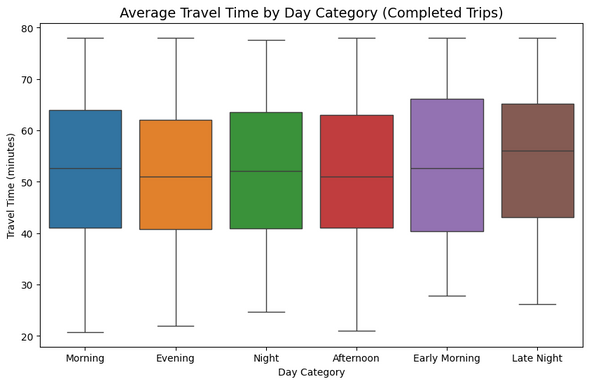 Average Travel Time by Day Category (Completed Trips)
80
70
60
50
40
30
20
Travel Time (minutes)
Morning Evening Night Afternoon Early Morning Late Night
Day Category